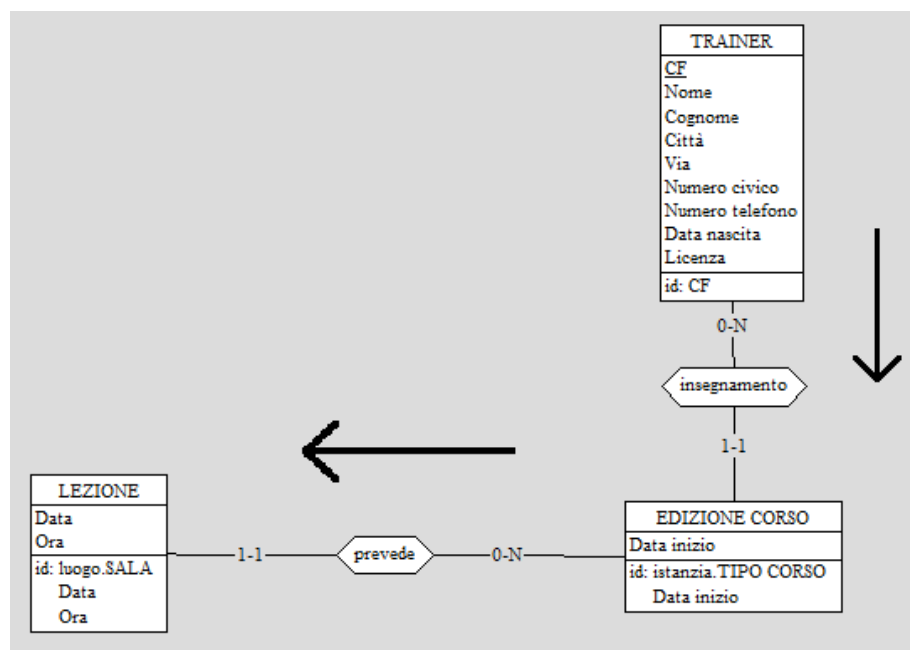 TRAINER
CF
Nome
Cognome
Città
Via
Numero civico
Numero telefono
Data nascita
Licenza
id: CF
0-N
insegnamento
1-1
EDIZIONE CORSO
Data inizio
id: istanzia.TIPO CORSO
Data inizio
0-N
prevede
1-1
LEZIONE
Data
Ora
id: luogo.SALA
Data
Ora